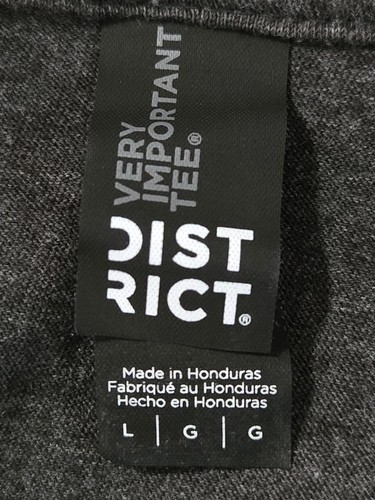 VERY
IMPORTANT
TEE®
DIST
RICT®
Made in Honduras
Fabriqué au Honduras
Hecho en Honduras
L | G | G